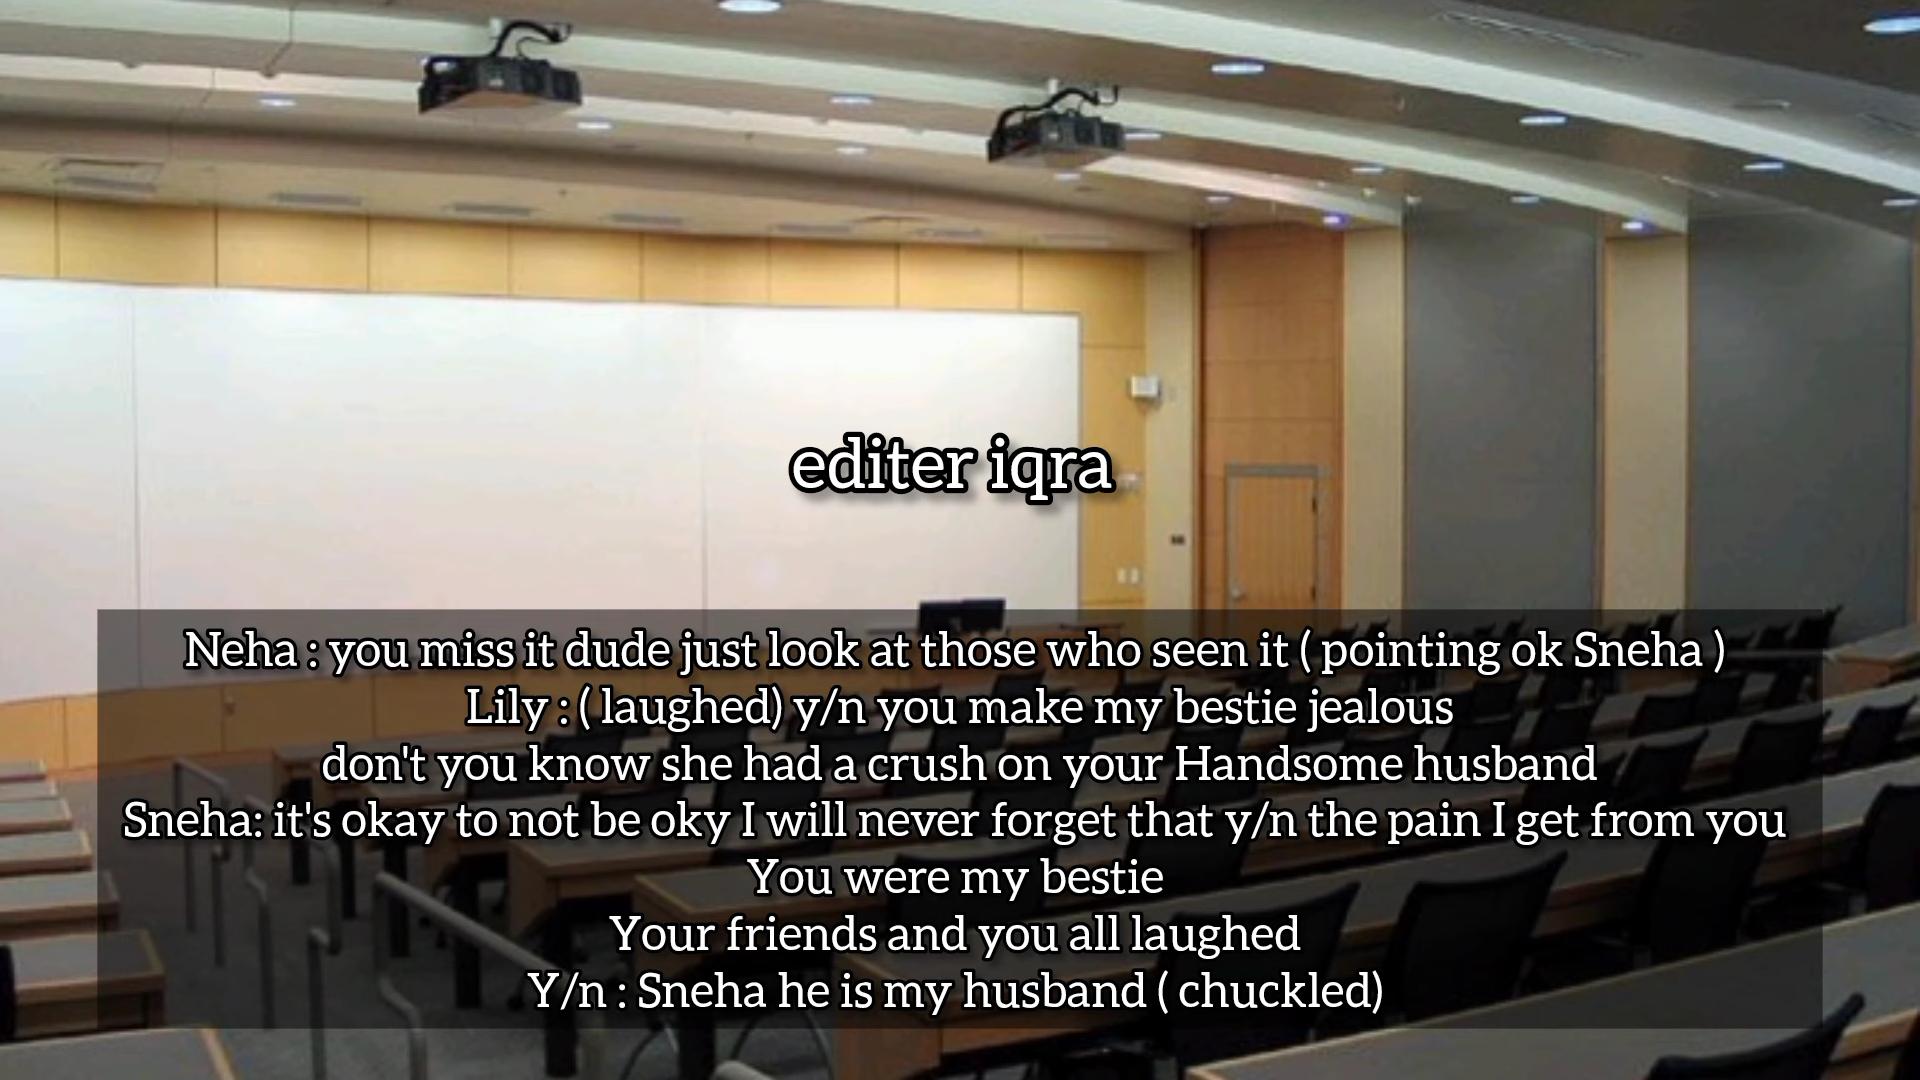 editer iqra
Neha : you miss it dude just look at those who seen it ( pointing ok Sneha )
Lily : ( laughed) y/n you make my bestie jealous
don't you know she had a crush on your Handsome husband
Sneha: it's okay to not be oky I will never forget that y/n the pain I get from you
You were my bestie
Your friends and you all laughed
Y/n : Sneha he is my husband ( chuckled)